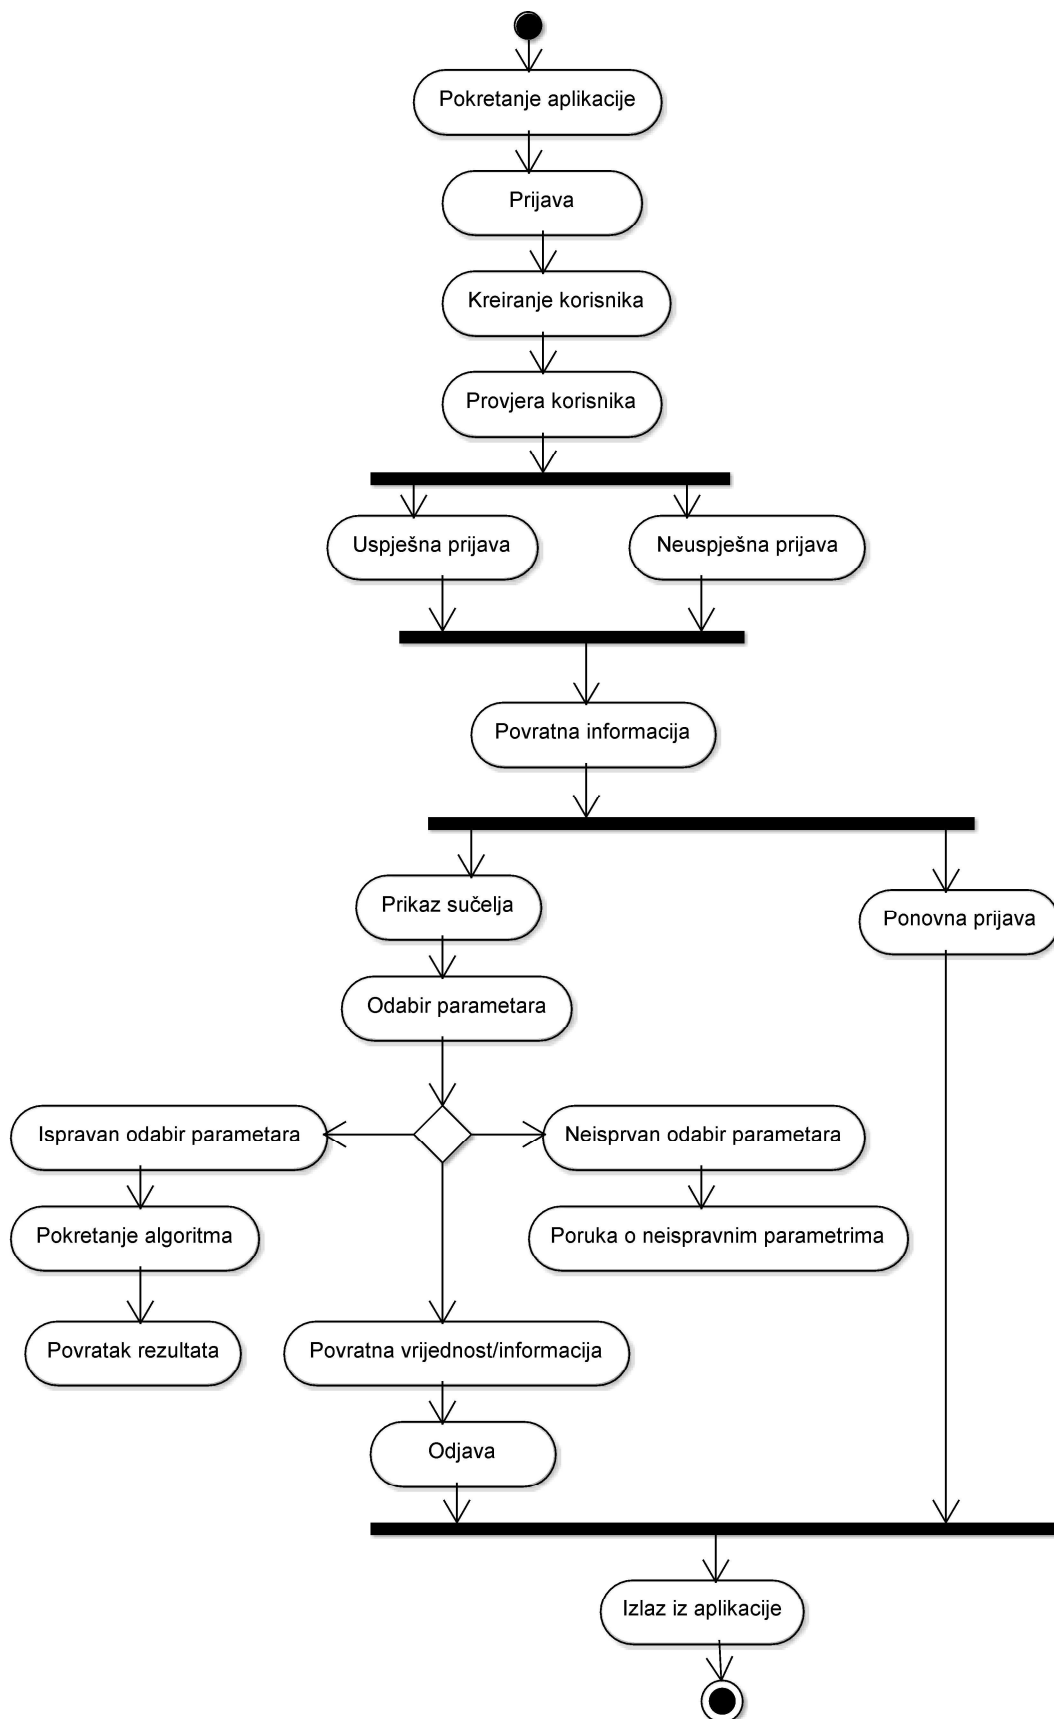 Pokretanje aplikacije
Prijava
Kreiranje korisnika
Provjera korisnika
Uspješna prijava
Neuspješna prijava
Povratna informacija
Prikaz sučelja
Ponovna prijava
Odabir parametara
Ispravan odabir parametara
Neisprvan odabir parametara
Pokretanje algoritma
Poruka o neispravnim parametrima
Povratak rezultata
Povratna vrijednost/informacija
Odjava
Izlaz iz aplikacije